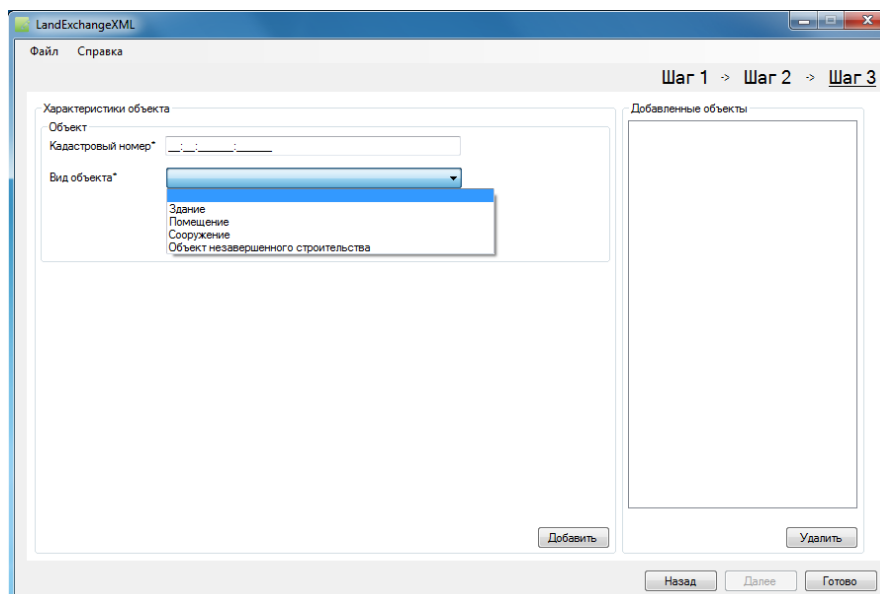 LandExchangeXML
Файл Справка
Шаг 1 -> Шаг 2 -> Шаг 3
Характеристики объекта
Объект
Кадастровый номер* __:__:______:______
Вид объекта*
Здание
Помещение
Сооружение
Объект незавершенного строительства
Добавить
Добавленные объекты
Удалить
Назад Далее Готово